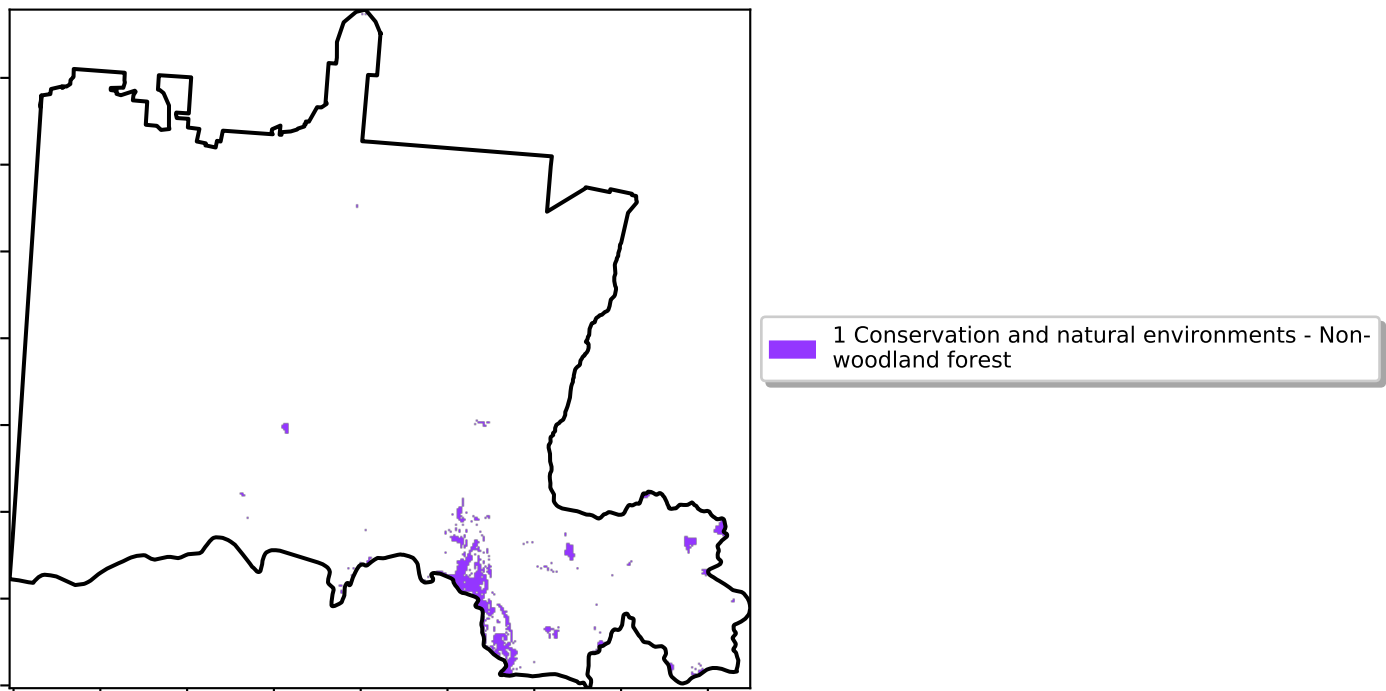 1 Conservation and natural environments - Non-
woodland forest